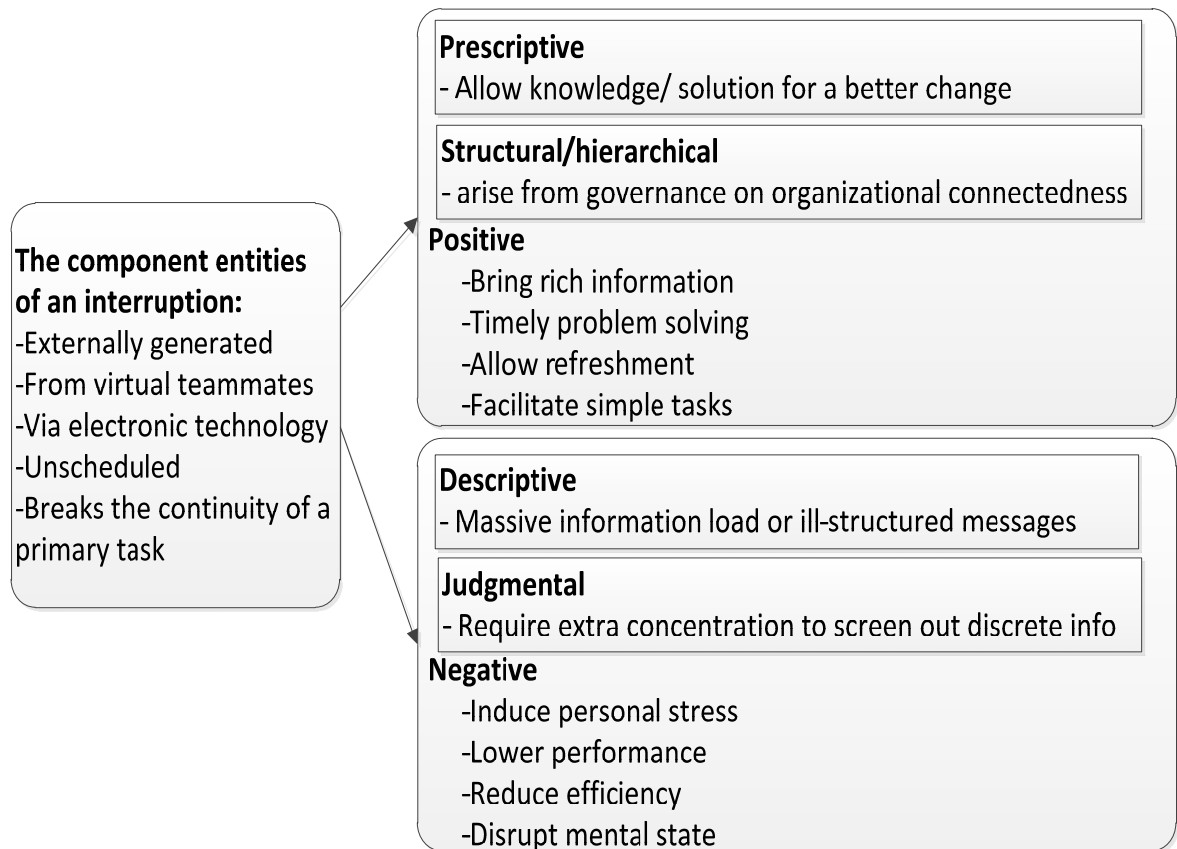 The component entities
of an interruption:
-Externally generated
-From virtual teammates
-Via electronic technology
-Unscheduled
-Breaks the continuity of a
primary task
Prescriptive
- Allow knowledge/ solution for a better change
Structural/hierarchical
- arise from governance on organizational connectedness
Positive
-Bring rich information
-Timely problem solving
-Allow refreshment
-Facilitate simple tasks
Descriptive
- Massive information load or ill-structured messages
Judgmental
- Require extra concentration to screen out discrete info
Negative
-Induce personal stress
-Lower performance
-Reduce efficiency
-Disrupt mental state